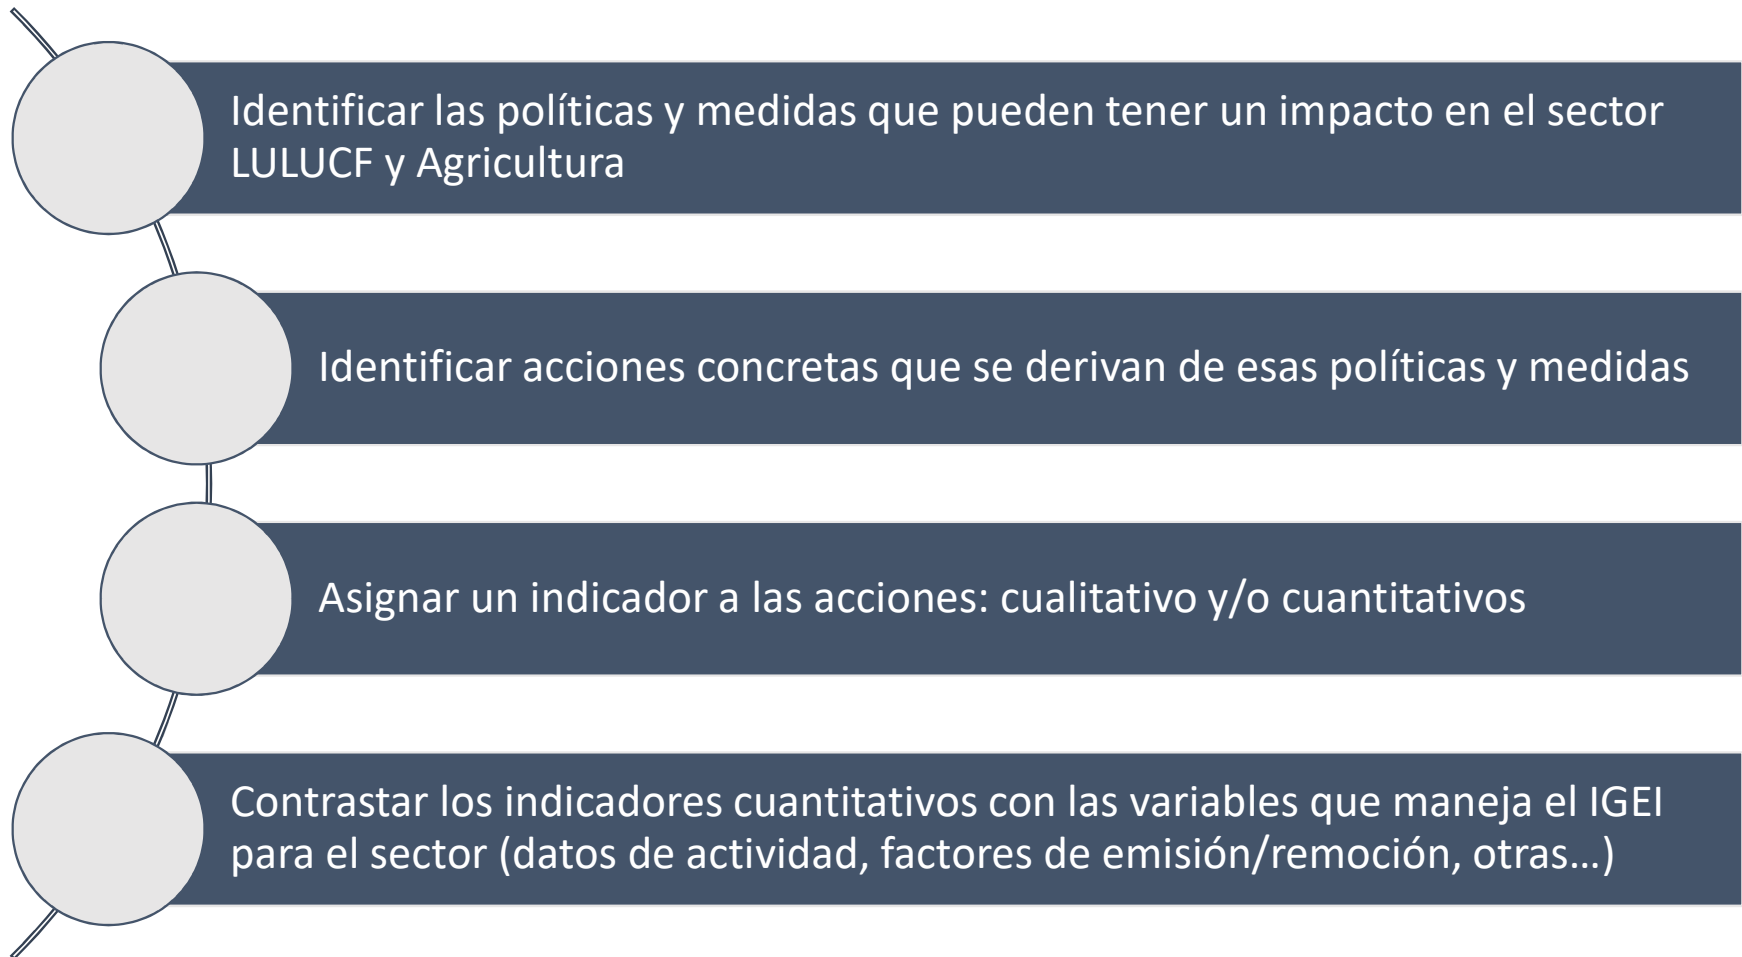 Identificar las políticas y medidas que pueden tener un impacto en el sector
LULUCF y Agricultura
Identificar acciones concretas que se derivan de esas políticas y medidas
Asignar un indicador a las acciones: cualitativo y/o cuantitativos
Contrastar los indicadores cuantitativos con las variables que maneja el IGEI
para el sector (datos de actividad, factores de emisión/remoción, otras…)